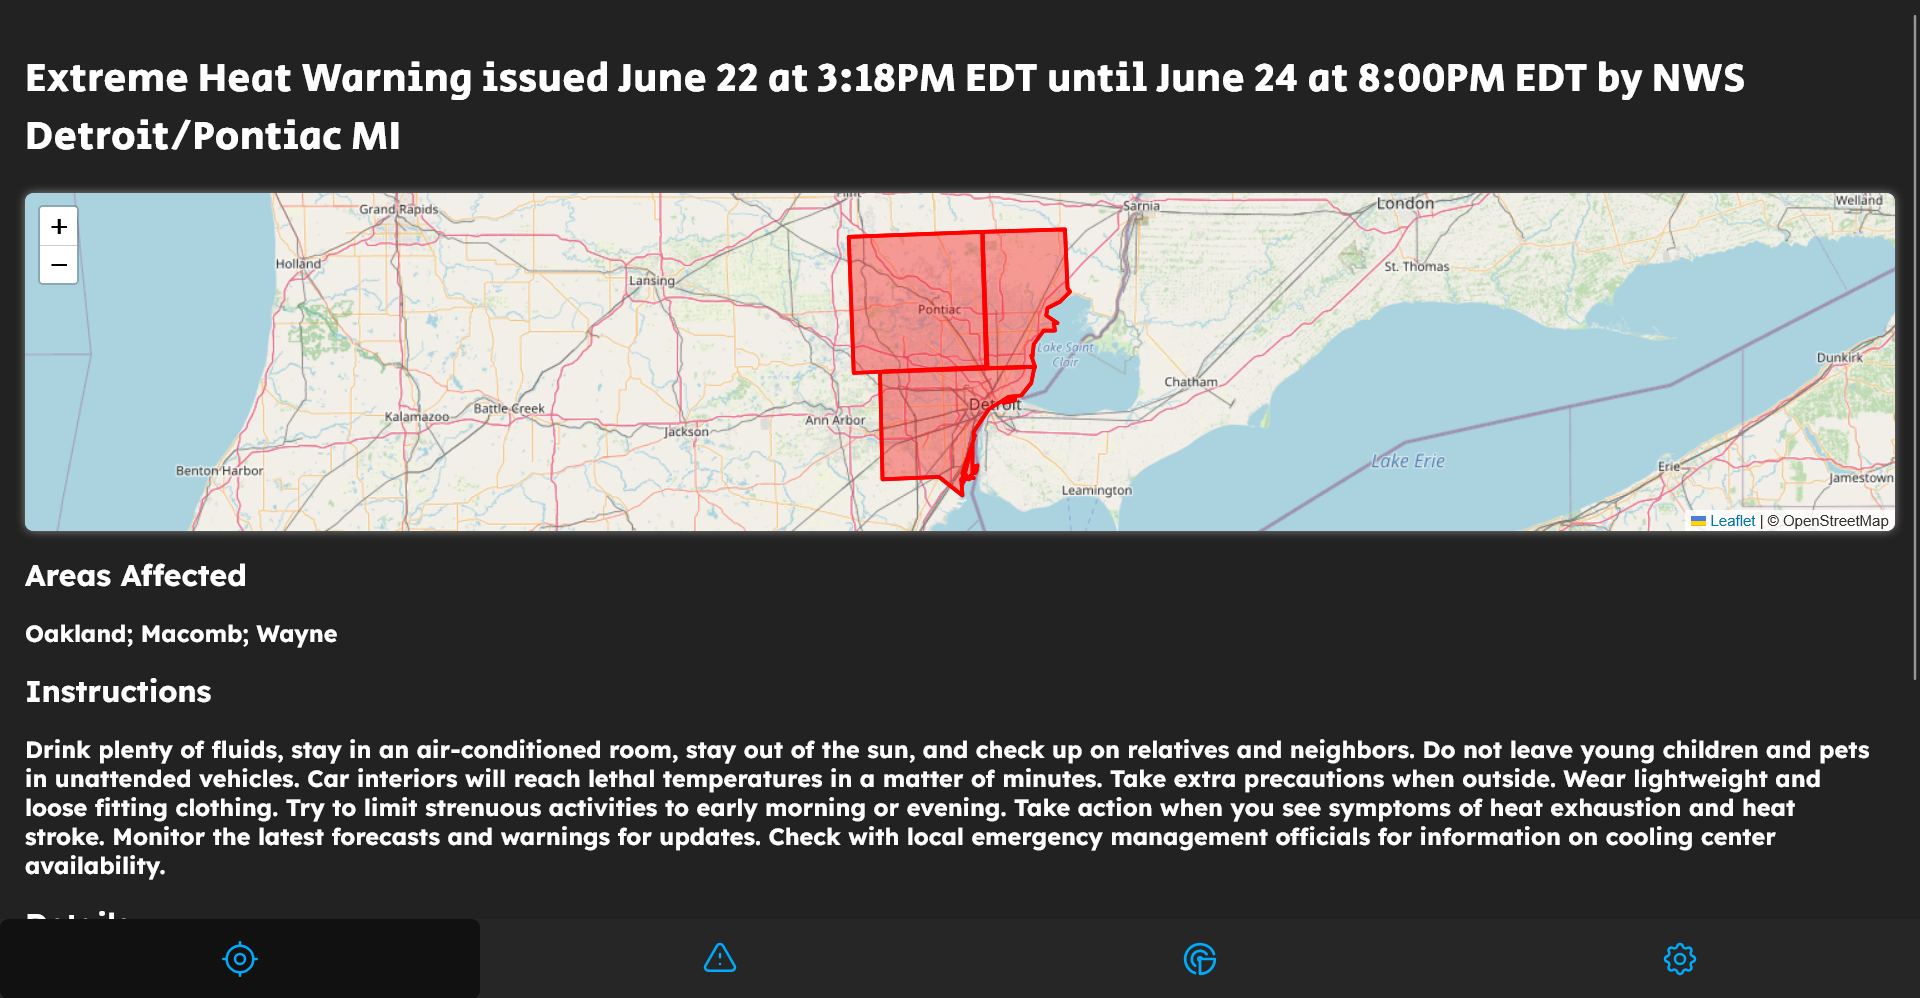 Extreme Heat Warning issued June 22 at 3:18PM EDT until June 24 at 8:00PM EDT by NWS
Detroit/Pontiac MI
+
−
Flint
Grand Rapids
Sarnia
London
Welland
Holland
Lansing
St. Thomas
Pontiac
Lake Saint
Clair
Dunkirk
Chatham
Detroit
Battle Creek
Kalamazoo
Ann Arbor
Jackson
Benton Harbor
Lake Erie
Erie
Jamestown
Leamington
Leaflet | © OpenStreetMap
Areas Affected
Oakland; Macomb; Wayne
Instructions
Drink plenty of fluids, stay in an air-conditioned room, stay out of the sun, and check up on relatives and neighbors. Do not leave young children and pets
in unattended vehicles. Car interiors will reach lethal temperatures in a matter of minutes. Take extra precautions when outside. Wear lightweight and
loose fitting clothing. Try to limit strenuous activities to early morning or evening. Take action when you see symptoms of heat exhaustion and heat
stroke. Monitor the latest forecasts and warnings for updates. Check with local emergency management officials for information on cooling center
availability.
Details